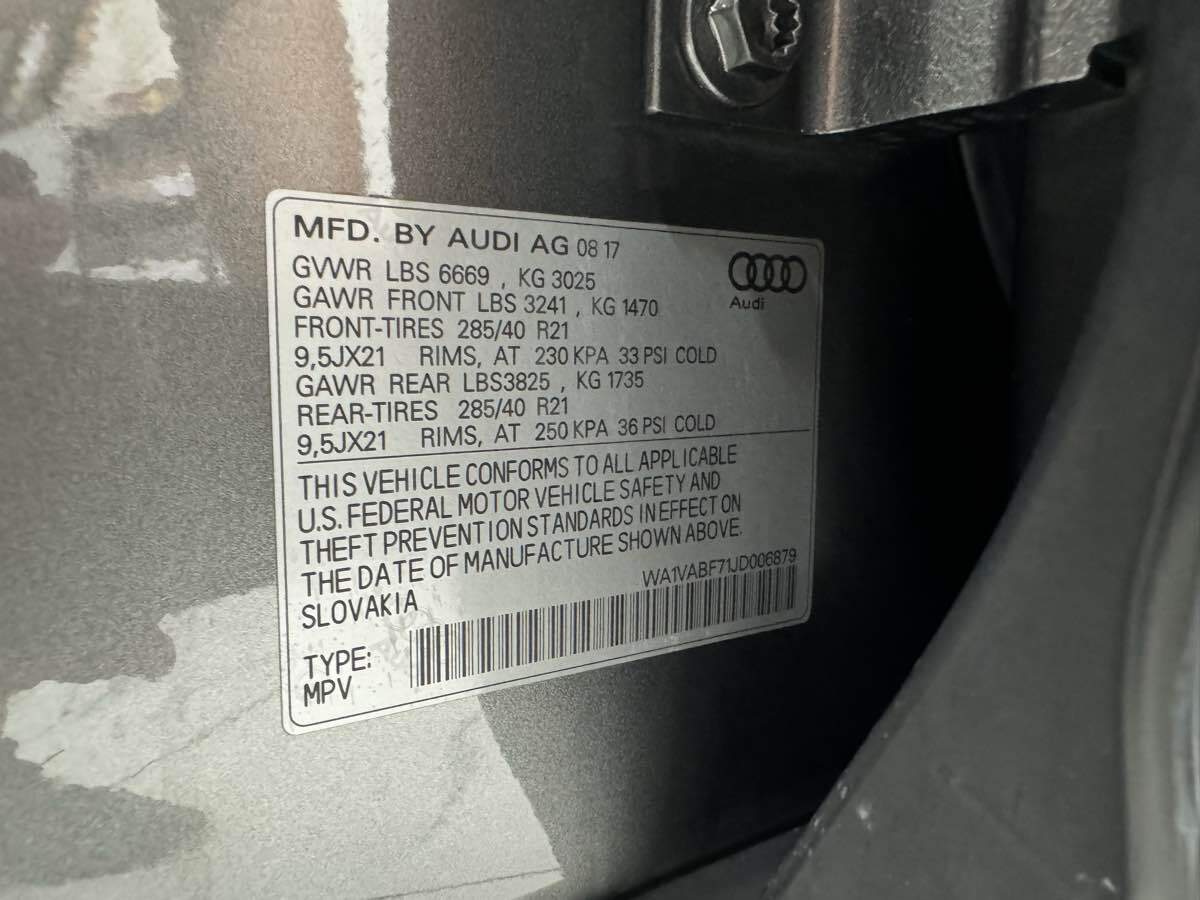 MFD. BY AUDI AG 08 17
GVWR LBS 6669 , KG 3025
GAWR FRONT LBS 3241 , KG 1470
FRONT-TIRES 285/40 R21
9,5JX21 RIMS, AT 230 KPA 33 PSI COLD
GAWR REAR LBS3825 , KG 1735
REAR-TIRES 285/40 R21
9,5JX21 RIMS, AT 250 KPA 36 PSI COLD
Audi
THIS VEHICLE CONFORMS TO ALL APPLICABLE
U.S. FEDERAL MOTOR VEHICLE SAFETY AND
THEFT PREVENTION STANDARDS IN EFFECT ON
THE DATE OF MANUFACTURE SHOWN ABOVE.
SLOVAKIA
WA1VABF71JD006879
TYPE:
MPV